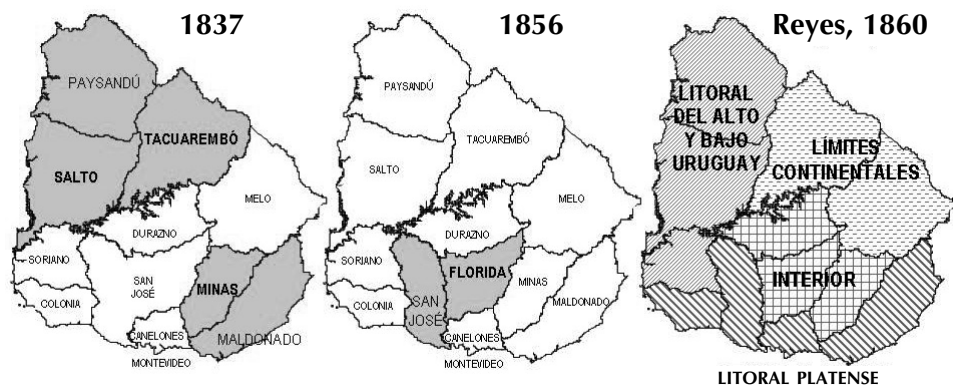 1837
PAYSANDÚ
TACUAREMBÓ
SALTO
MELO
DURAZNO
SORIANO
SAN
JOSÉ
MINAS
COLONIA
CANELONES
MALDONADO
MONTEVIDEO
1856
PAYSANDÚ
TACUAREMBÓ
SALTO
MELO
DURAZNO
SORIANO
FLORIDA
MINAS
COLONIA
SAN
JOSÉ
MALDONADO
CANELONES
MONTEVIDEO
Reyes, 1860
LITORAL
DEL ALTO
Y BAJO
URUGUAY
LÍMITES
CONTINENTALES
INTERIOR
LITORAL PLATENSE